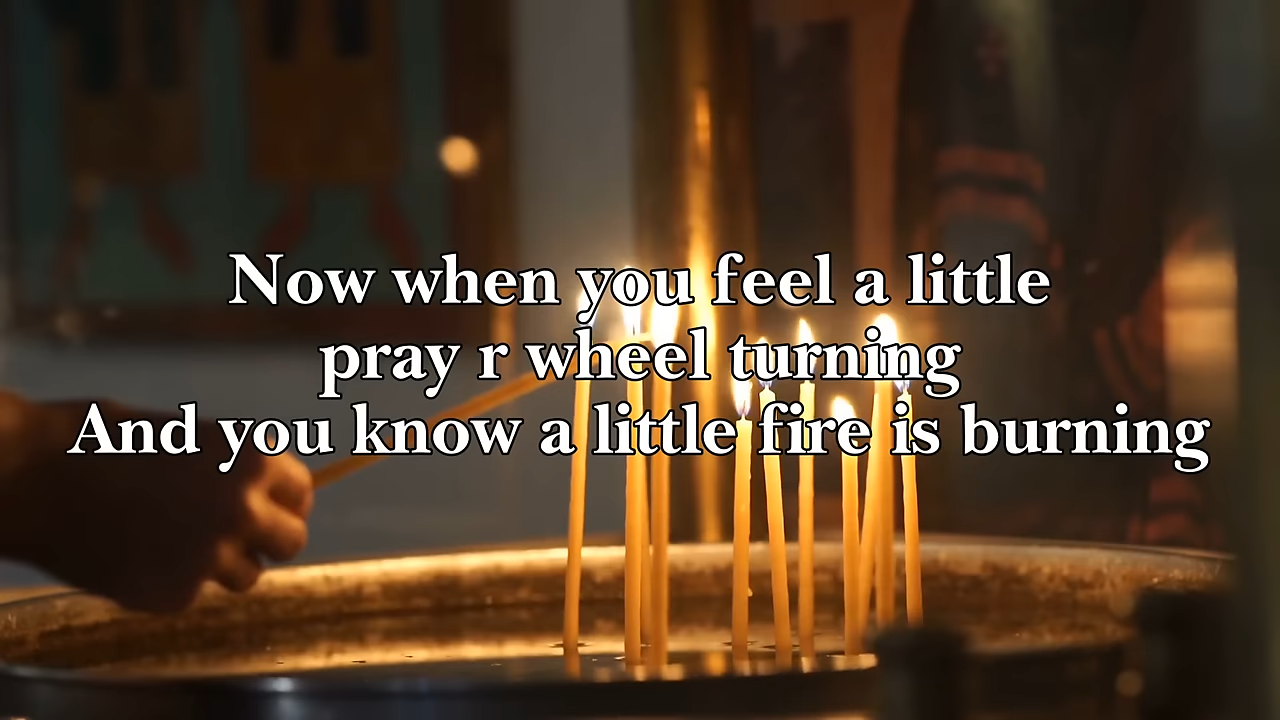 Now when you feel a little
pray r wheel turning
And you know a little fire is burning